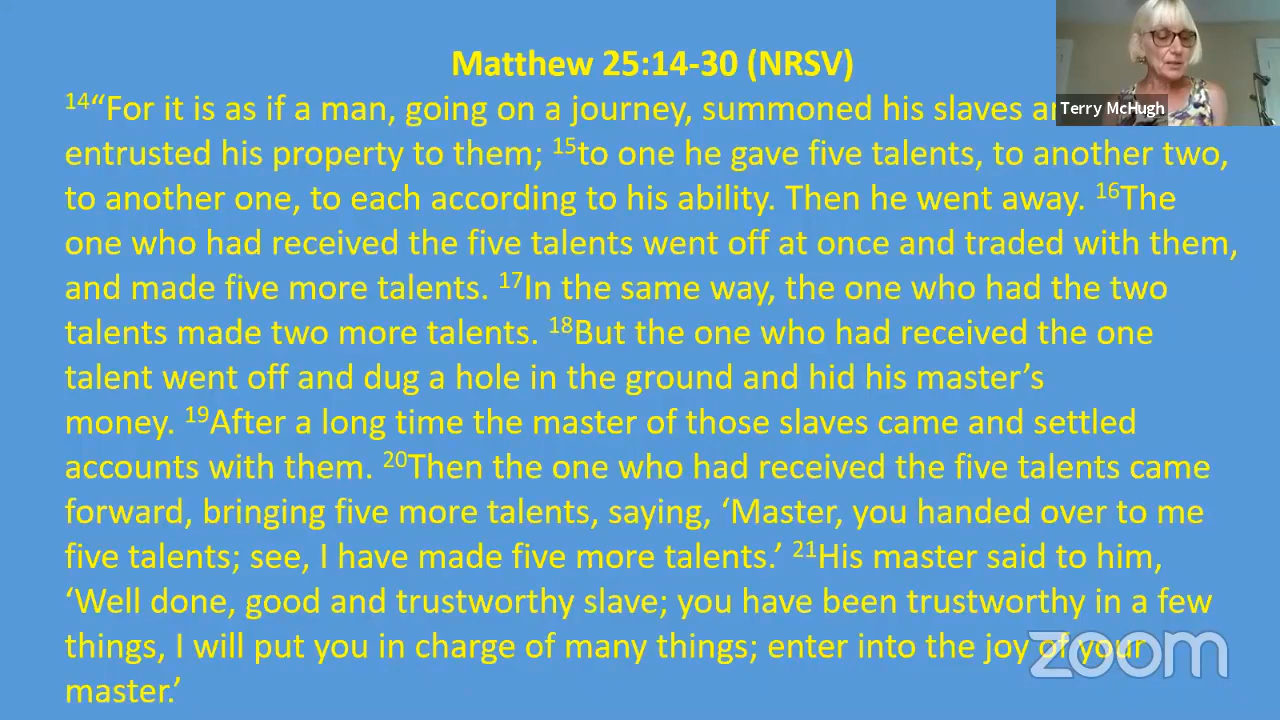 Matthew 25:14-30 (NRSV)
Terry McHugh
¹⁴“For it is as if a man, going on a journey, summoned his slaves
entrusted his property to them; ¹⁵to one he gave five talents, to another two,
to another one, to each according to his ability. Then he went away. ¹⁶The
one who had received the five talents went off at once and traded with them,
and made five more talents. ¹⁷In the same way, the one who had the two
talents made two more talents. ¹⁸But the one who had received the one
talent went off and dug a hole in the ground and hid his master’s
money. ¹⁹After a long time the master of those slaves came and settled
accounts with them. ²⁰Then the one who had received the five talents came
forward, bringing five more talents, saying, ‘Master, you handed over to me
five talents; see, I have made five more talents.’ ²¹His master said to him,
‘Well done, good and trustworthy slave; you have been trustworthy in a few
things, I will put you in charge of many things; enter into the joy of your
master.’
zoom